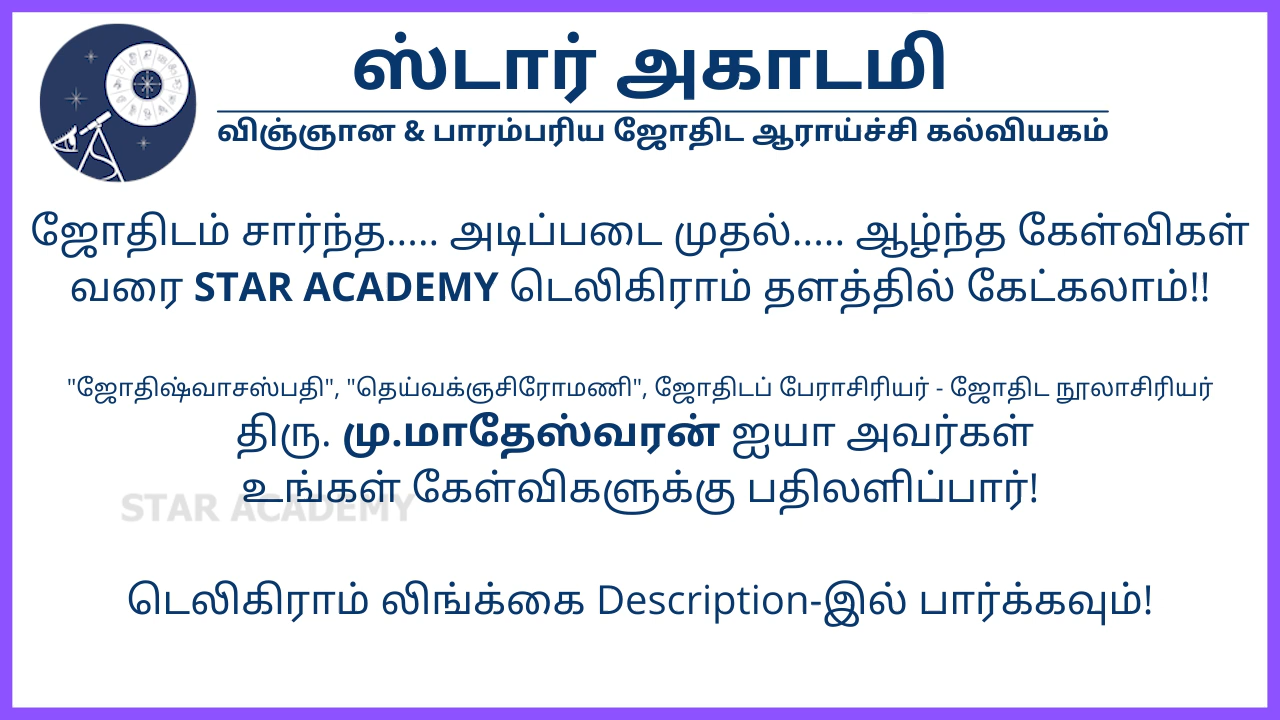 ஸ்டார் அகாடமி
விஞ்ஞான & பாரம்பரிய ஜோதிட ஆராய்ச்சி கல்வியகம்
ஜோதிடம் சார்ந்த..... அடிப்படை முதல்..... ஆழ்ந்த கேள்விகள்
வரை STAR ACADEMY டெலிகிராம் தளத்தில் கேட்கலாம்!!
"ஜோதிஷ்வாசஸ்பதி", "தெய்வக்ஞசிரோமணி", ஜோதிடப் பேராசிரியர் - ஜோதிட நூலாசிரியர்
திரு. மு.மாதேஸ்வரன் ஐயா அவர்கள்
உங்கள் கேள்விகளுக்கு பதிலளிப்பார்!
STAR ACADEMY
டெலிகிராம் லிங்க்கை Description-இல் பார்க்கவும்!